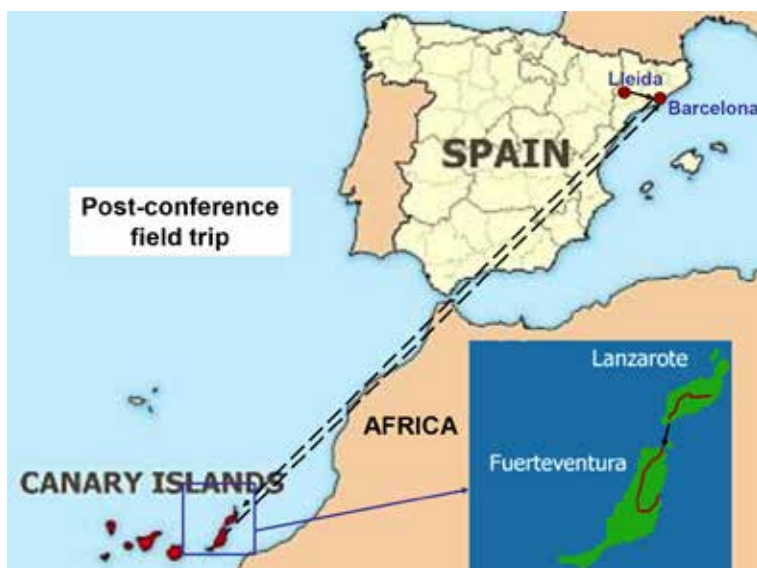 Lleida
Barcelona
SPAIN
Post-conference
field trip
Lanzarote
AFRICA
Fuerteventura
CANARY ISLANDS